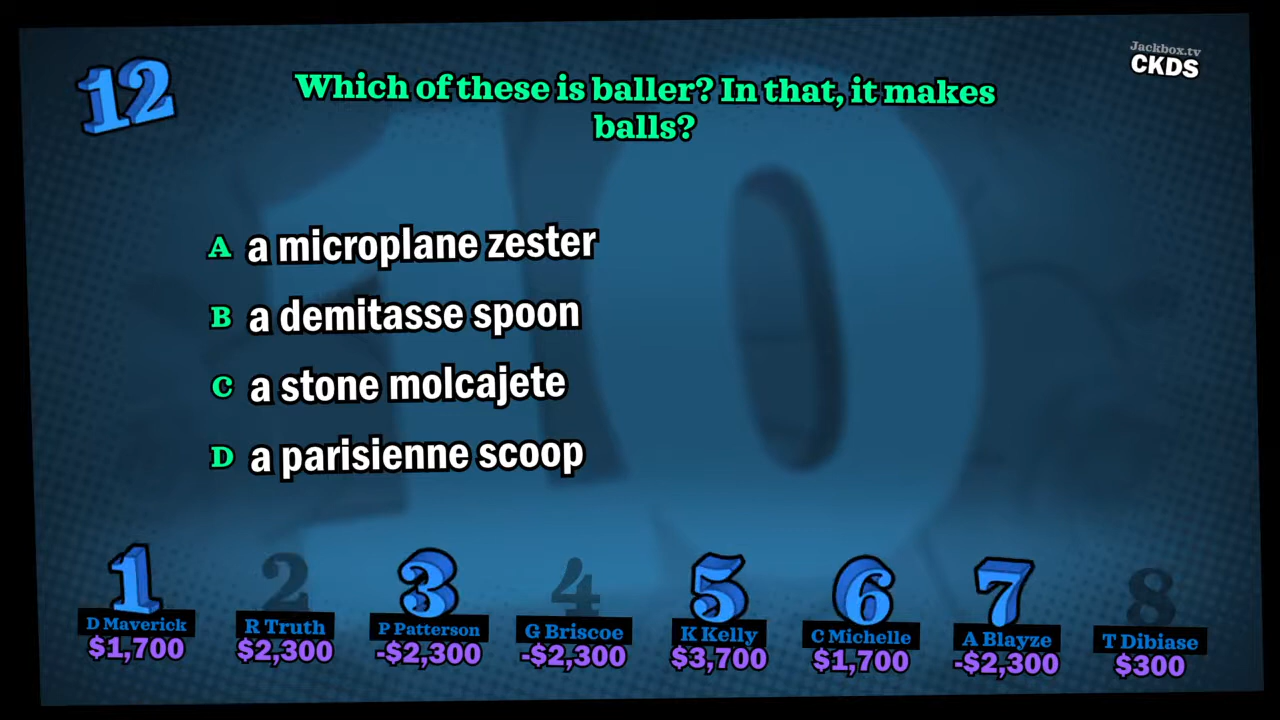 Jackbox.tv
CKDS
12
Which of these is baller? In that, it makes
balls?
10
A a microplane zester
B a demitasse spoon
C a stone molcajete
D a parisienne scoop
1 2 3 4 5 6 7 8
D Maverick R Truth P Patterson G Briscoe K Kelly C Michelle A Blayze T Dibiase
$1,700 $2,300 -$2,300 -$2,300 $3,700 $1,700 -$2,300 $300